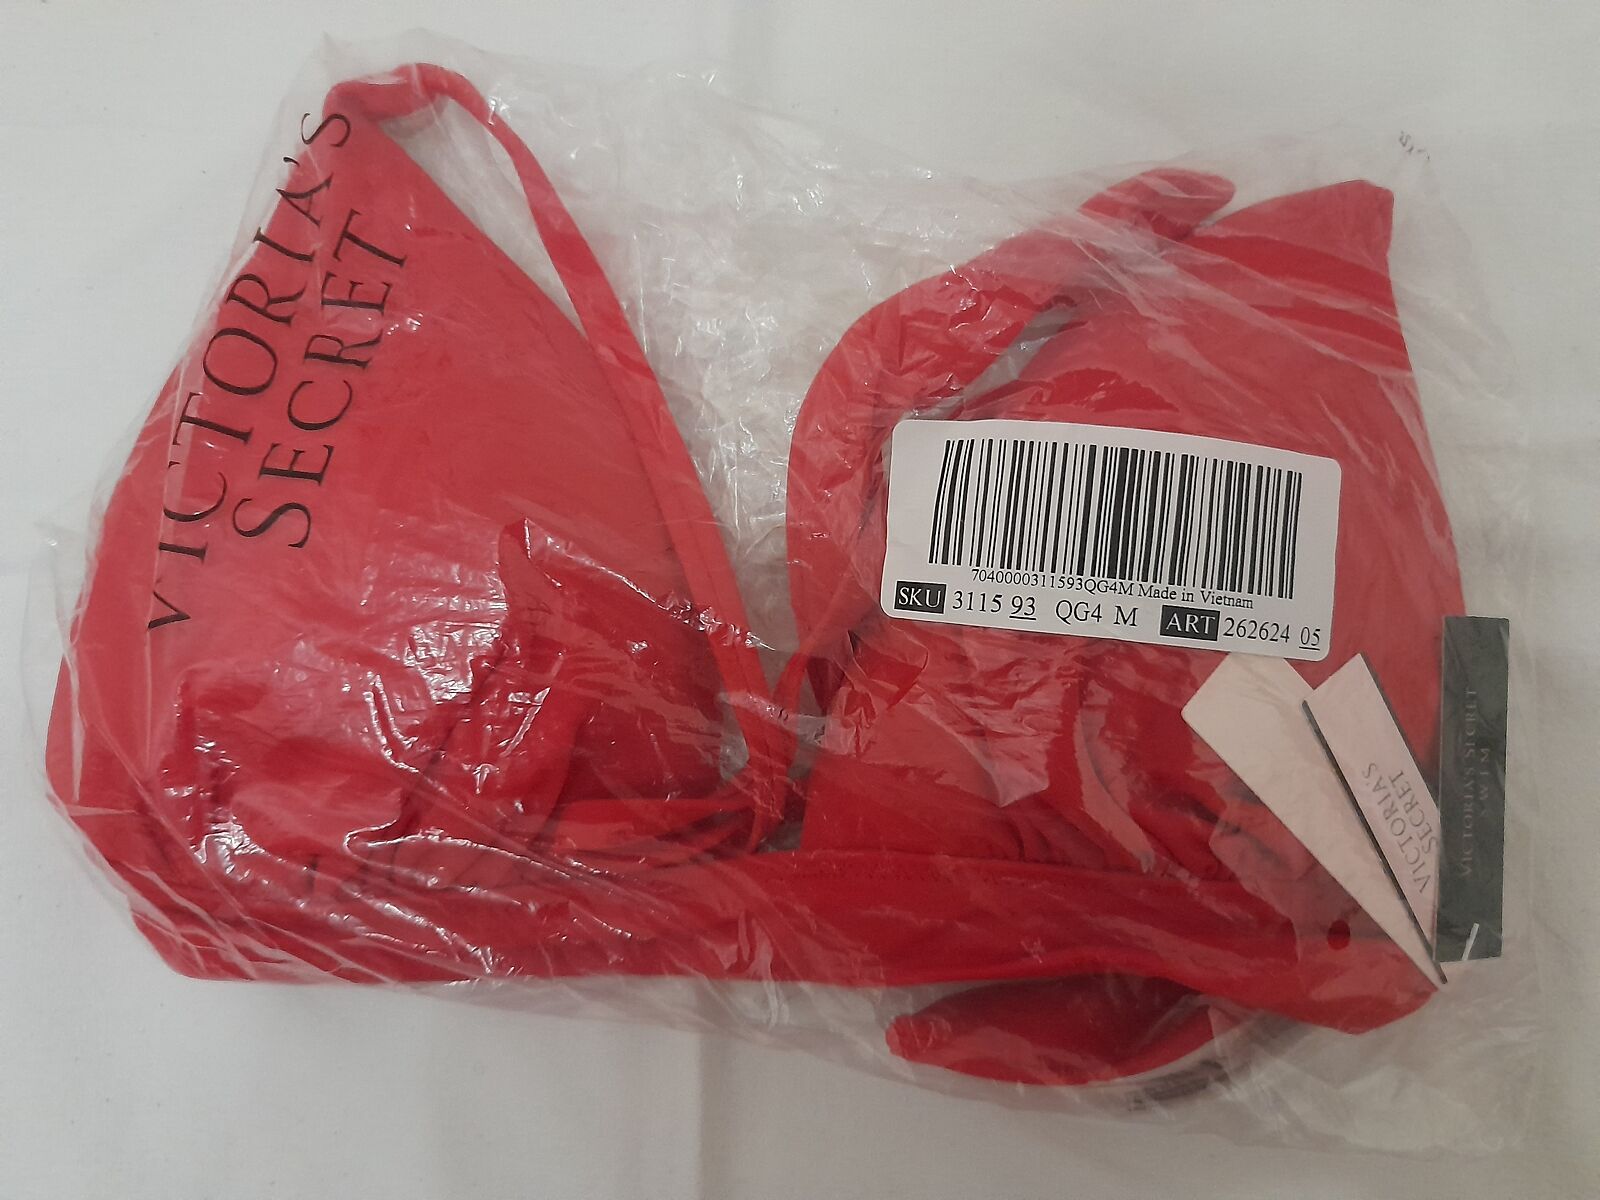 VICTORIA'S
SECRET
7040000311593QG4M Made in Vietnam
SKU 3115 93 QG4 M ART 262624 05
VICTORIA'S
SECRET
VICTORIA'S SECRET
SWIM